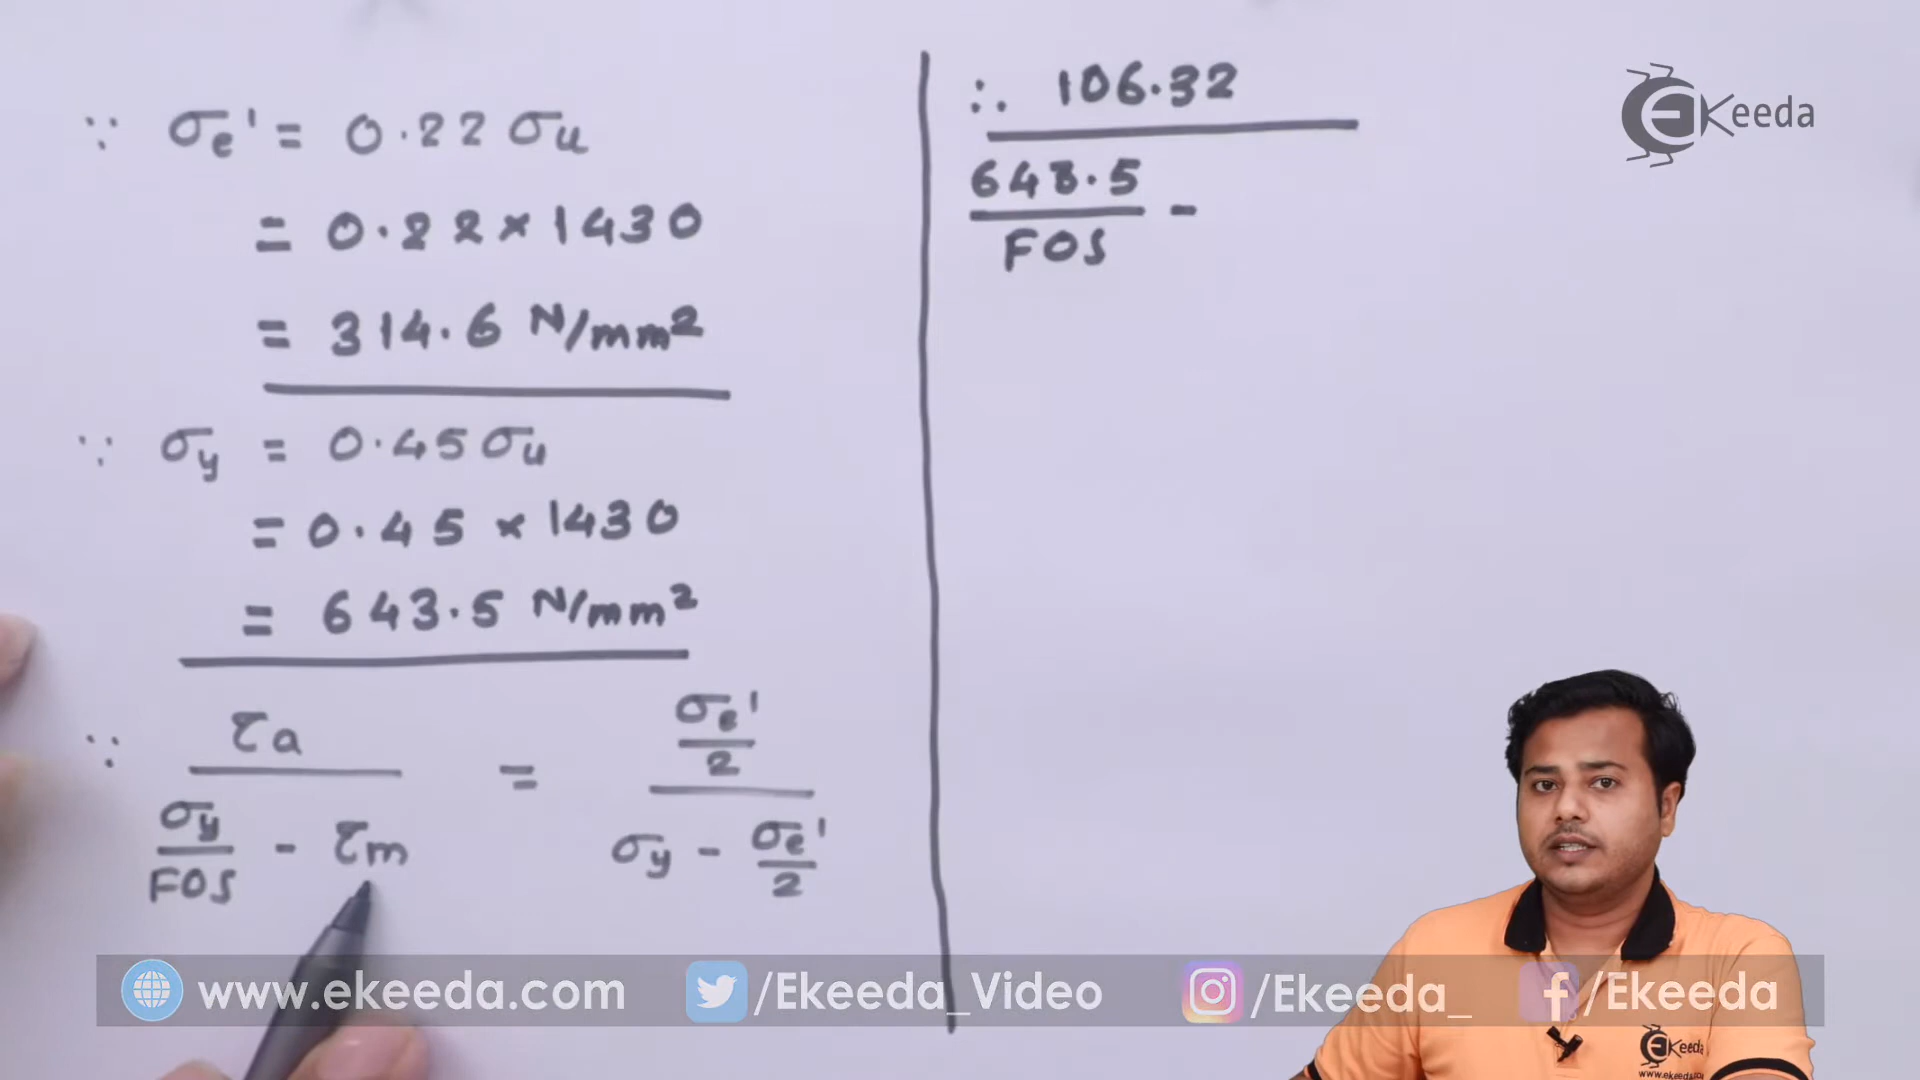 ∵ σe' = 0.22 σu
= 0.22 × 1430
= 314.6 N/mm²
∵ σy = 0.45 σu
= 0.45 × 1430
= 643.5 N/mm²
∵ τa / (σy/FOS - τm) = (σe'/2) / (σy - σe'/2)
∴ 106.32
643.5 / FOS -
Ekeeda
www.ekeeda.com /Ekeeda_Video /Ekeeda_ /Ekeeda
Ekeeda